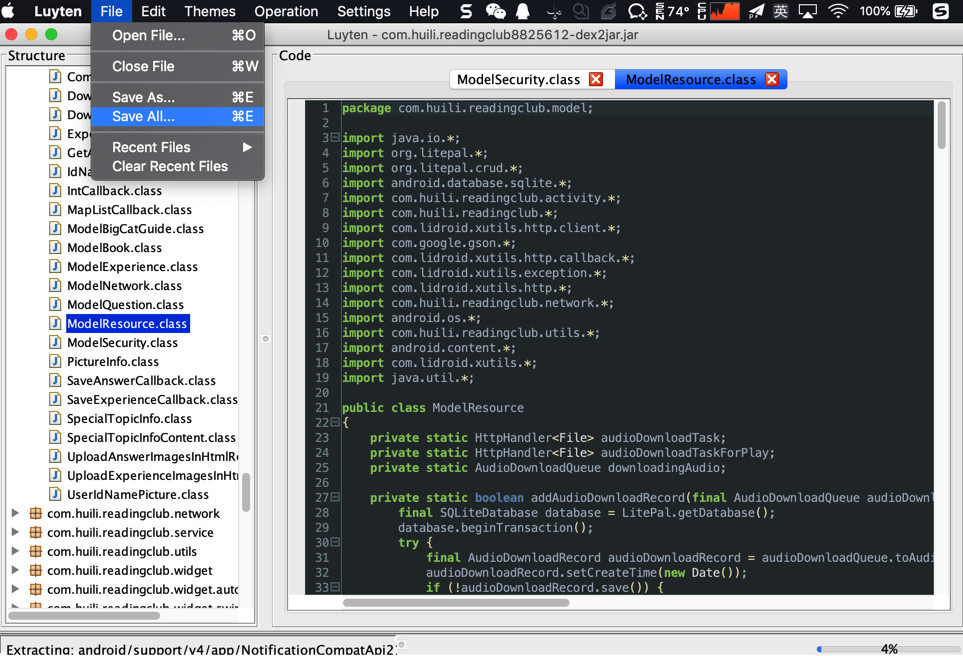 Luyten File Edit Themes Operation Settings Help 74° 英 100%
Luyten - com.huili.readingclub8825612-dex2jar.jar
Open File... ⌘O
Close File ⌘W
Save As... ⌘E
Save All... ⌘E
Recent Files ▶
Clear Recent Files
Structure
Com
Dow
Dow
Expe
GetA
IdNa
IntCallback.class
MapListCallback.class
ModelBigCatGuide.class
ModelBook.class
ModelExperience.class
ModelNetwork.class
ModelQuestion.class
ModelResource.class
ModelSecurity.class
PictureInfo.class
SaveAnswerCallback.class
SaveExperienceCallback.class
SpecialTopicInfo.class
SpecialTopicInfoContent.class
UploadAnswerImagesInHtmlRe
UploadExperienceImagesInHtm
UserIdNamePicture.class
com.huili.readingclub.network
com.huili.readingclub.service
com.huili.readingclub.utils
com.huili.readingclub.widget
com.huili.readingclub.widget.auto
com.huili.readingclub.widget.swip
Code
ModelSecurity.class ModelResource.class
1 package com.huili.readingclub.model;
2
3 import java.io.*;
4 import org.litepal.*;
5 import org.litepal.crud.*;
6 import android.database.sqlite.*;
7 import com.huili.readingclub.activity.*;
8 import com.huili.readingclub.*;
9 import com.lidroid.xutils.http.client.*;
10 import com.google.gson.*;
11 import com.lidroid.xutils.http.callback.*;
12 import com.lidroid.xutils.exception.*;
13 import com.lidroid.xutils.http.*;
14 import com.huili.readingclub.network.*;
15 import android.os.*;
16 import com.huili.readingclub.utils.*;
17 import android.content.*;
18 import com.lidroid.xutils.*;
19 import java.util.*;
20
21 public class ModelResource
22 {
23 private static HttpHandler<File> audioDownloadTask;
24 private static HttpHandler<File> audioDownloadTaskForPlay;
25 private static AudioDownloadQueue downloadingAudio;
26
27 private static boolean addAudioDownloadRecord(final AudioDownloadQueue audioDownl
28 final SQLiteDatabase database = LitePal.getDatabase();
29 database.beginTransaction();
30 try {
31 final AudioDownloadRecord audioDownloadRecord = audioDownloadQueue.toAudi
32 audioDownloadRecord.setCreateTime(new Date());
33 if (!audioDownloadRecord.save()) {
Extracting: android/support/v4/app/NotificationCompatApi2 4%